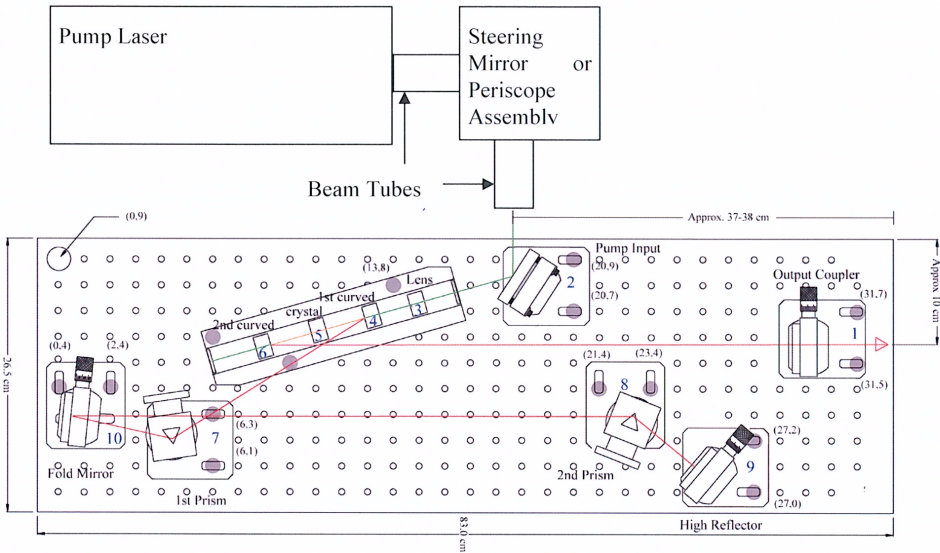 Pump Laser
Steering
Mirror or
Periscope
Assembly
Beam Tubes
(0,9)
Approx. 37-38 cm
(13,8)
Lens
Pump Input
(20,9)
2
(20,7)
Output Coupler
(31,7)
Approx 10 cm
1st curved
crystal
2nd curved
3
4
5
6
1
(31,5)
26.5 cm
(0,4)
(2,4)
(21,4)
(23,4)
8
10
7
(6,3)
(6,1)
(27,2)
9
(27,0)
Fold Mirror
1st Prism
2nd Prism
High Reflector
83.0 cm